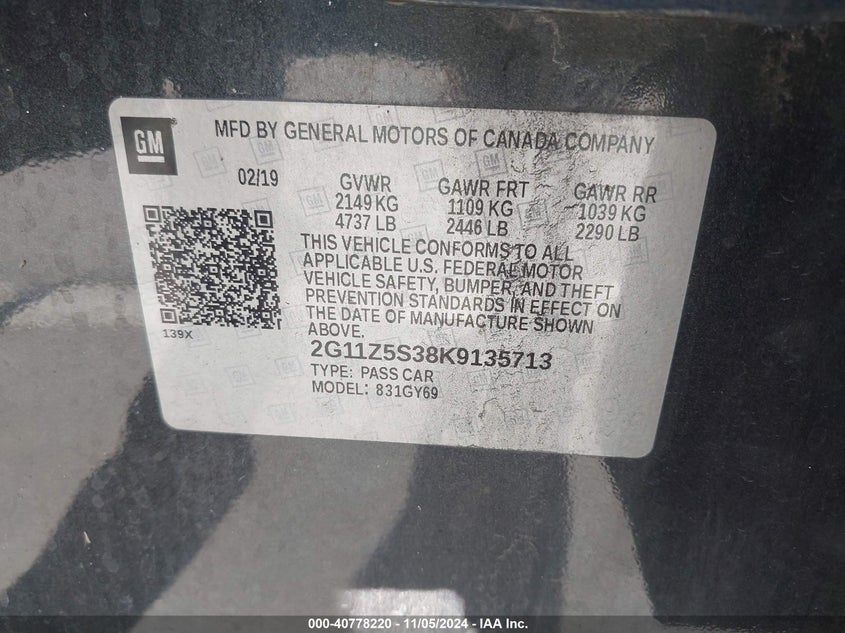 GM
MFD BY GENERAL MOTORS OF CANADA COMPANY
02/19
GVWR
2149 KG
4737 LB
GAWR FRT
1109 KG
2446 LB
GAWR RR
1039 KG
2290 LB
THIS VEHICLE CONFORMS TO ALL
APPLICABLE U.S. FEDERAL MOTOR
VEHICLE SAFETY, BUMPER, AND THEFT
PREVENTION STANDARDS IN EFFECT ON
THE DATE OF MANUFACTURE SHOWN
ABOVE.
139X
2G11Z5S38K9135713
TYPE: PASS CAR
MODEL: 831GY69
000-40778220 - 11/05/2024 - IAA Inc.